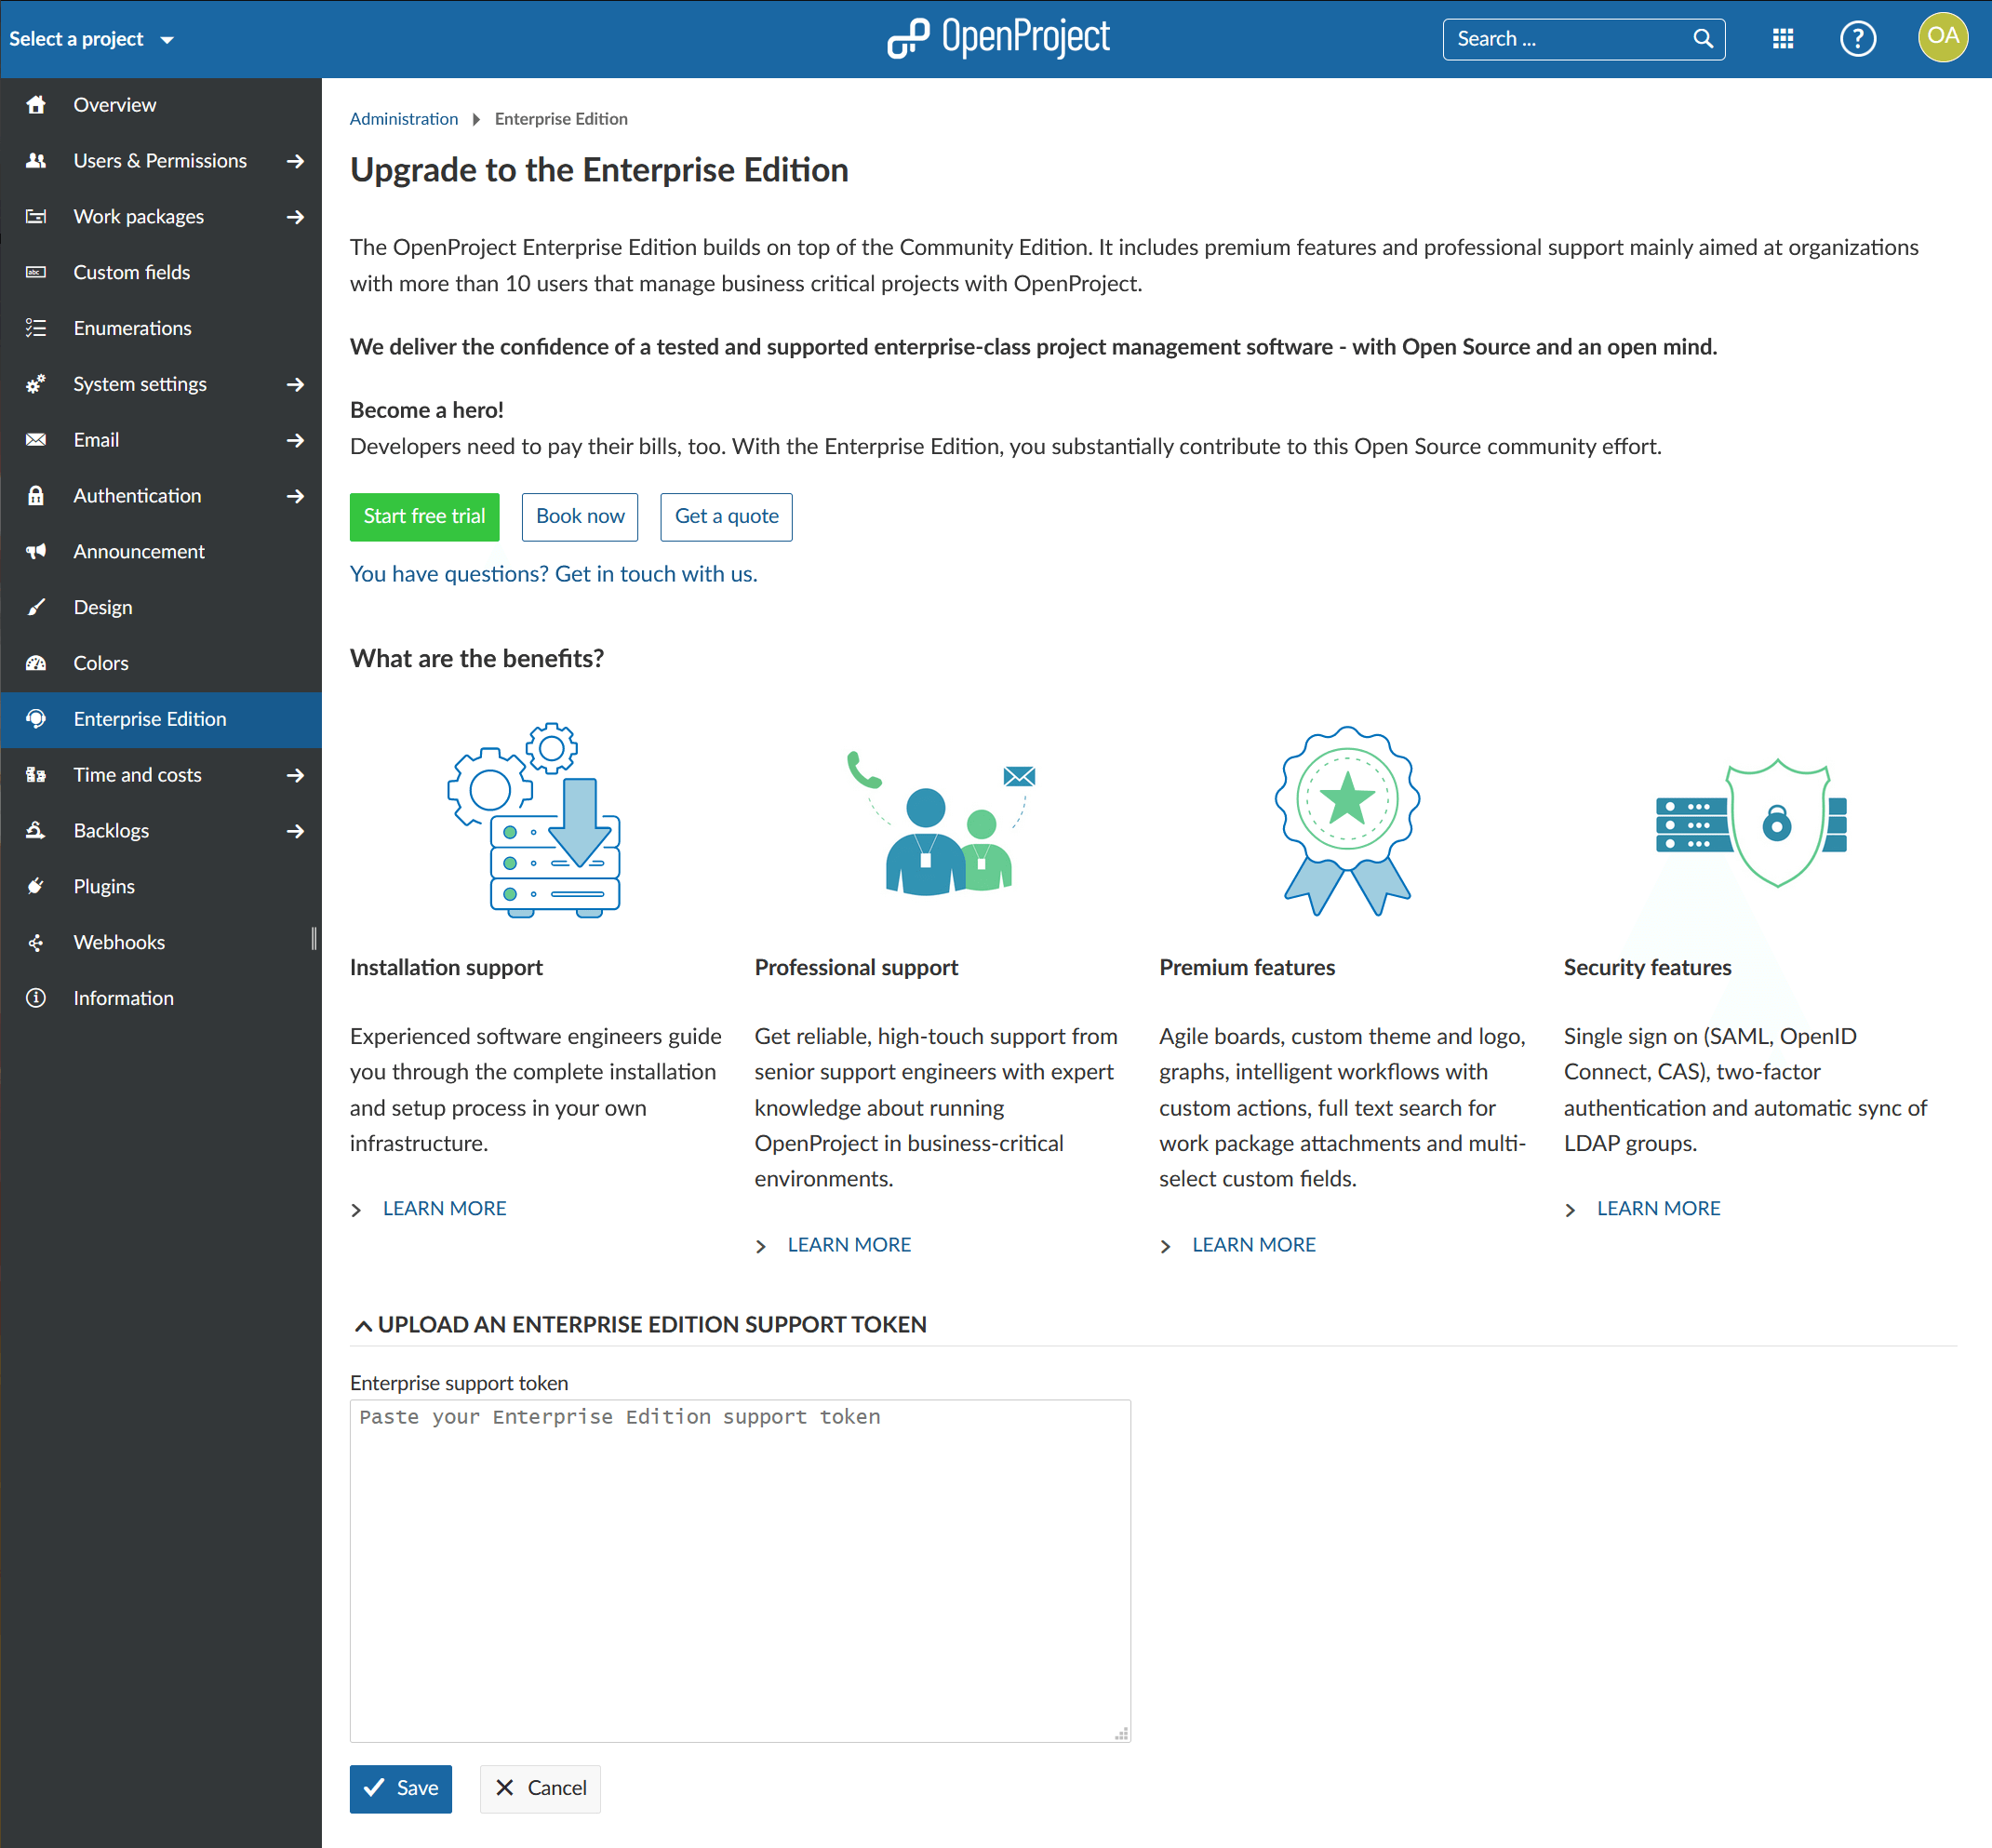 Select a project
OpenProject
Search ...
?
OA
Overview
Users & Permissions
Work packages
abc
Custom fields
Enumerations
System settings
Email
Authentication
Announcement
Design
Colors
Enterprise Edition
Time and costs
Backlogs
Plugins
Webhooks
Information
Administration Enterprise Edition
Upgrade to the Enterprise Edition
The OpenProject Enterprise Edition builds on top of the Community Edition. It includes premium features and professional support mainly aimed at organizations
with more than 10 users that manage business critical projects with OpenProject.
We deliver the confidence of a tested and supported enterprise-class project management software - with Open Source and an open mind.
Become a hero!
Developers need to pay their bills, too. With the Enterprise Edition, you substantially contribute to this Open Source community effort.
Start free trial
Book now
Get a quote
You have questions? Get in touch with us.
What are the benefits?
Installation support
Experienced software engineers guide
you through the complete installation
and setup process in your own
infrastructure.
LEARN MORE
Professional support
Get reliable, high-touch support from
senior support engineers with expert
knowledge about running
OpenProject in business-critical
environments.
LEARN MORE
Premium features
Agile boards, custom theme and logo,
graphs, intelligent workflows with
custom actions, full text search for
work package attachments and multi-
select custom fields.
LEARN MORE
Security features
Single sign on (SAML, OpenID
Connect, CAS), two-factor
authentication and automatic sync of
LDAP groups.
LEARN MORE
UPLOAD AN ENTERPRISE EDITION SUPPORT TOKEN
Enterprise support token
Paste your Enterprise Edition support token
Save
Cancel